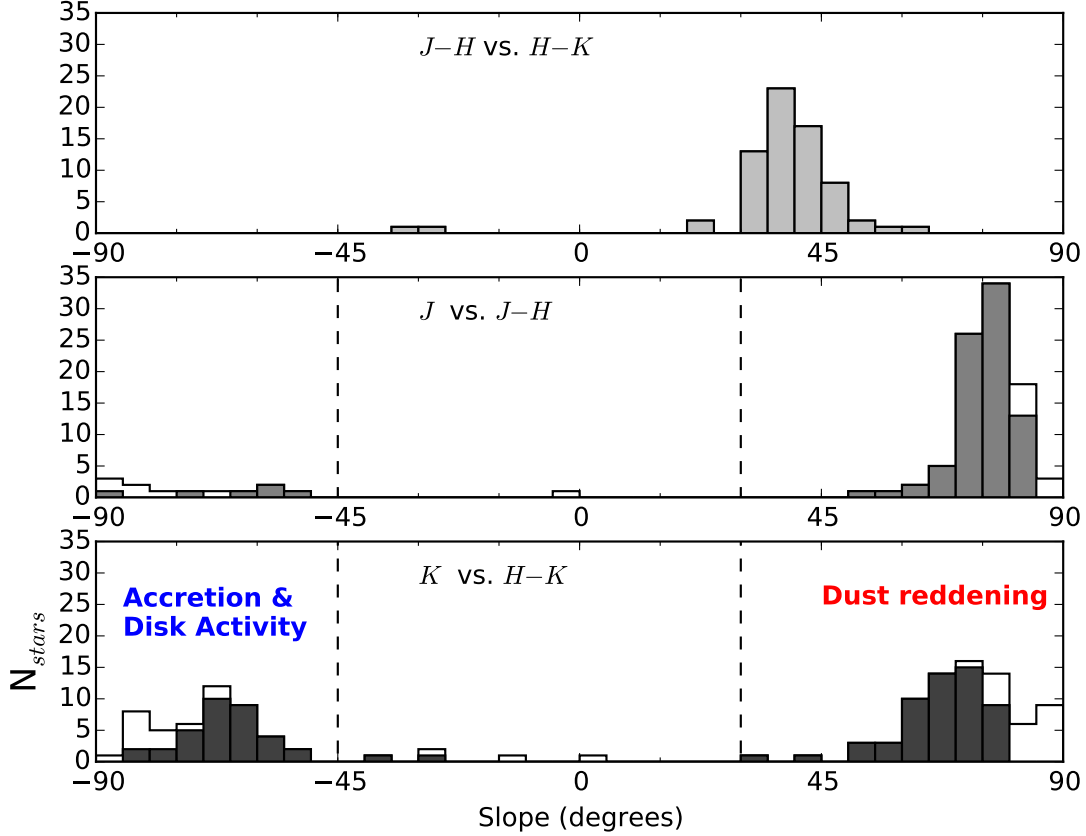 35
30
25
20
15
10
5
0
J−H vs. H−K
−90 −45 0 45 90
35
30
25
20
15
10
5
0
J vs. J−H
−90 −45 0 45 90
35
30
25
20
15
10
5
0
K vs. H−K
Accretion &
Disk Activity
Dust reddening
N_stars
−90 −45 0 45 90
Slope (degrees)